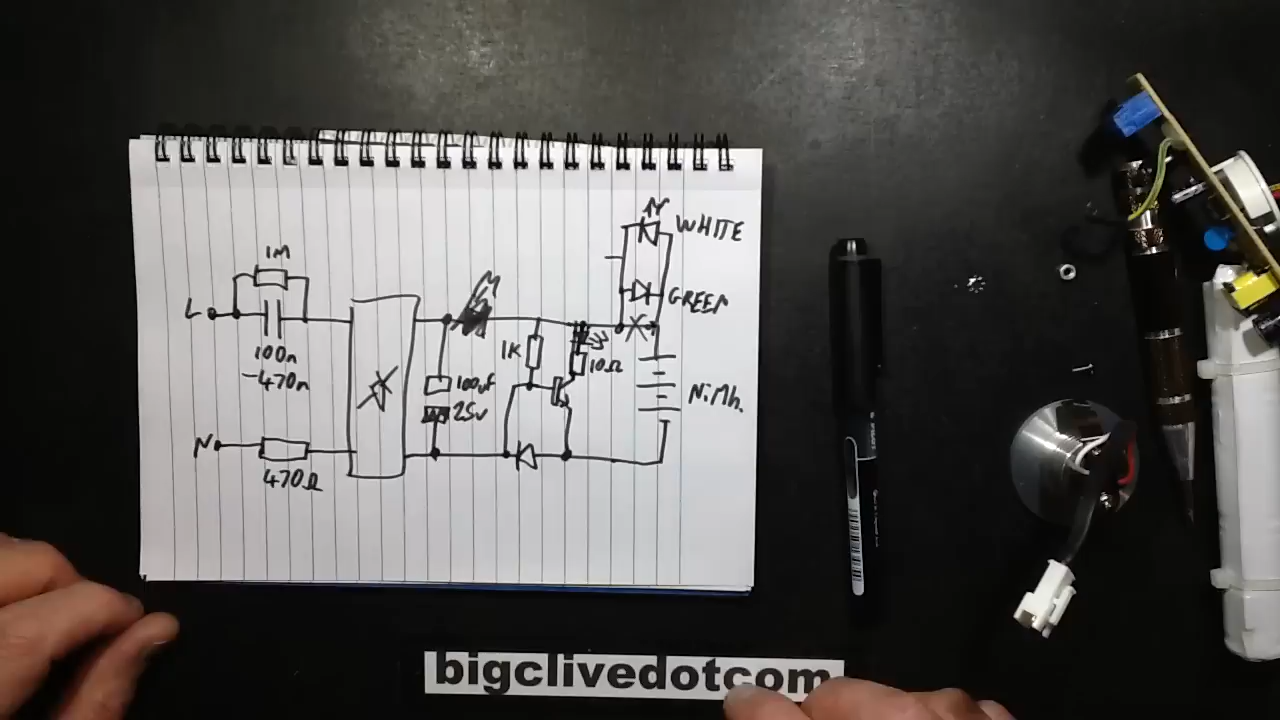 1M
L
100n
-470n
N
470Ω
100uf
25v
1K
10Ω
WHITE
GREEN
NiMh.
bigclivedotcom